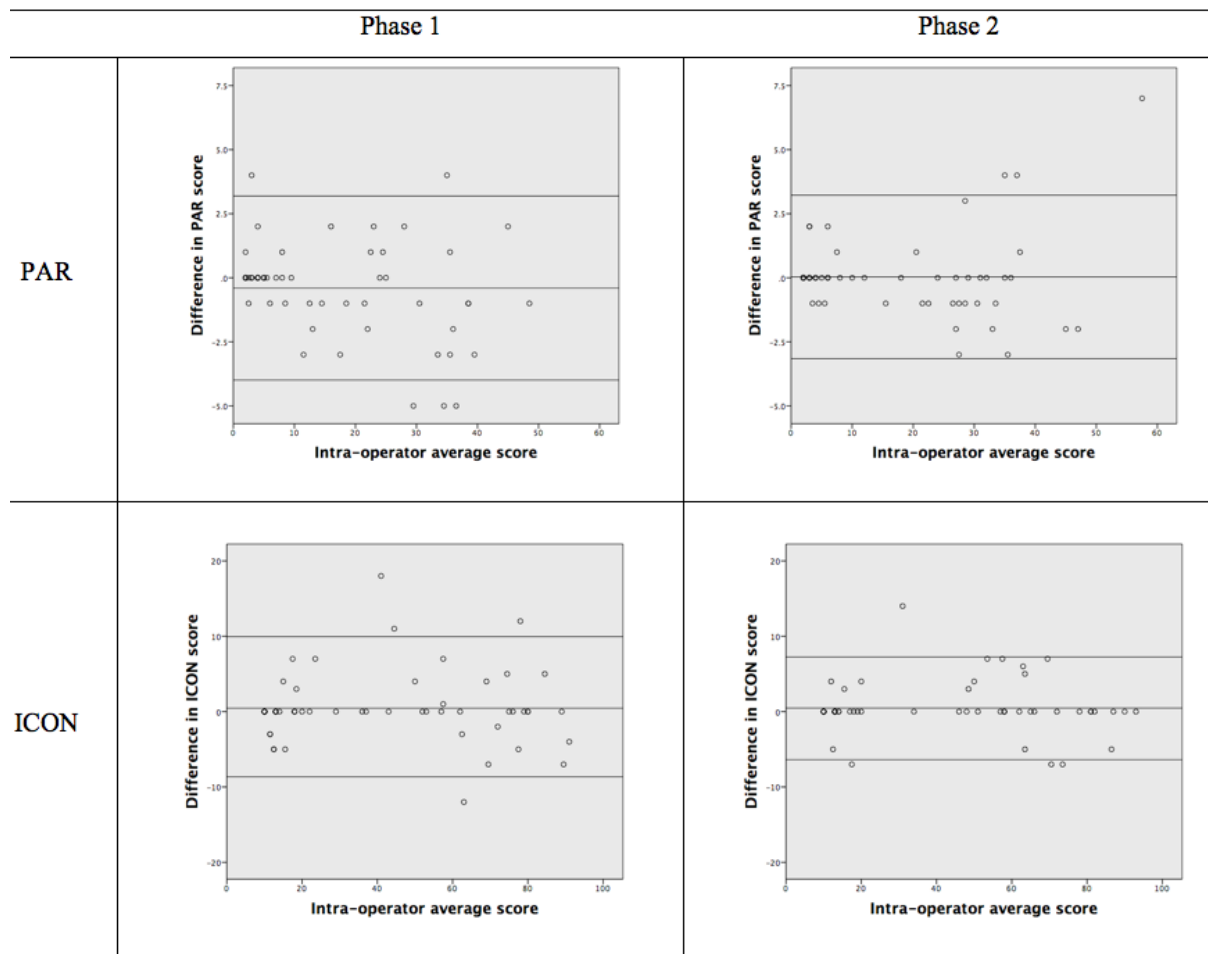 Phase 1
Phase 2
PAR
Difference in PAR score
7.5
5.0
2.5
.0
-2.5
-5.0
0 10 20 30 40 50 60
Intra-operator average score
Difference in PAR score
7.5
5.0
2.5
.0
-2.5
-5.0
0 10 20 30 40 50 60
Intra-operator average score
ICON
Difference in ICON score
20
10
0
-10
-20
0 20 40 60 80 100
Intra-operator average score
Difference in ICON score
20
10
0
-10
-20
0 20 40 60 80 100
Intra-operator average score